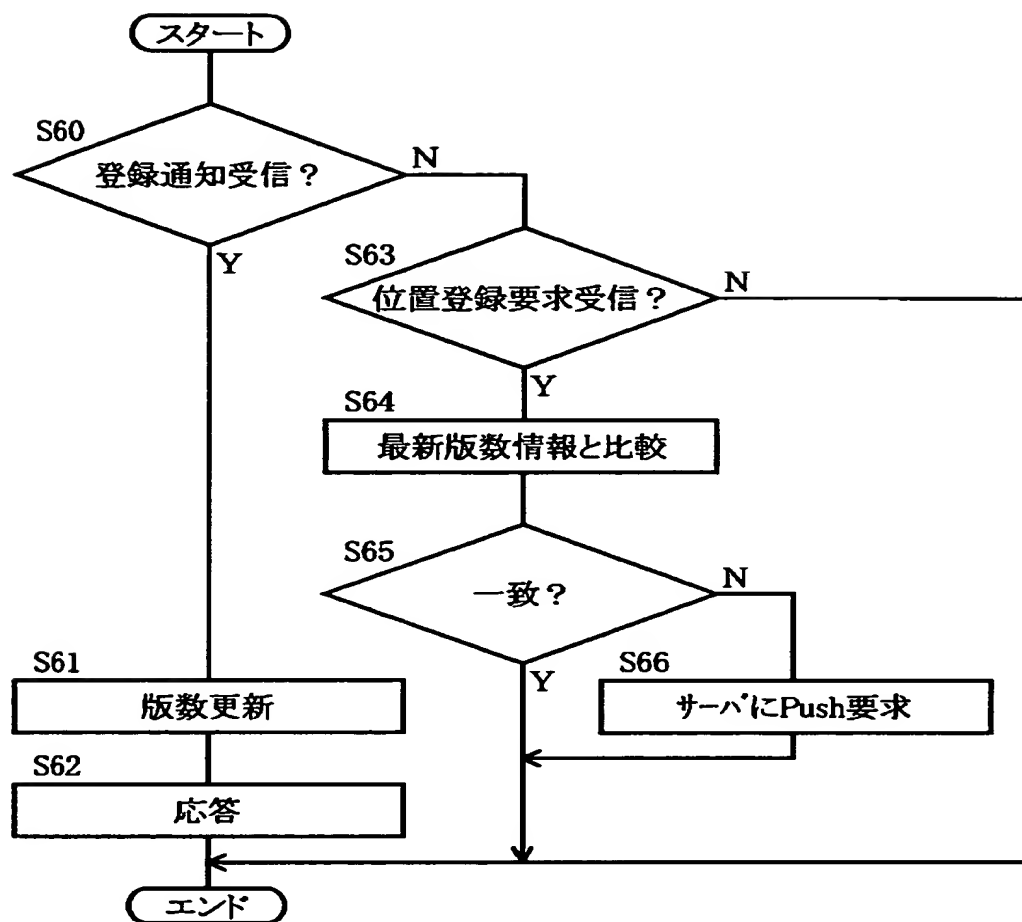 スタート
S60
登録通知受信？
N
Y
S63
位置登録要求受信？
N
Y
S64
最新版数情報と比較
S65
一致？
N
Y
S66
サーバにPush要求
S61
版数更新
S62
応答
エンド